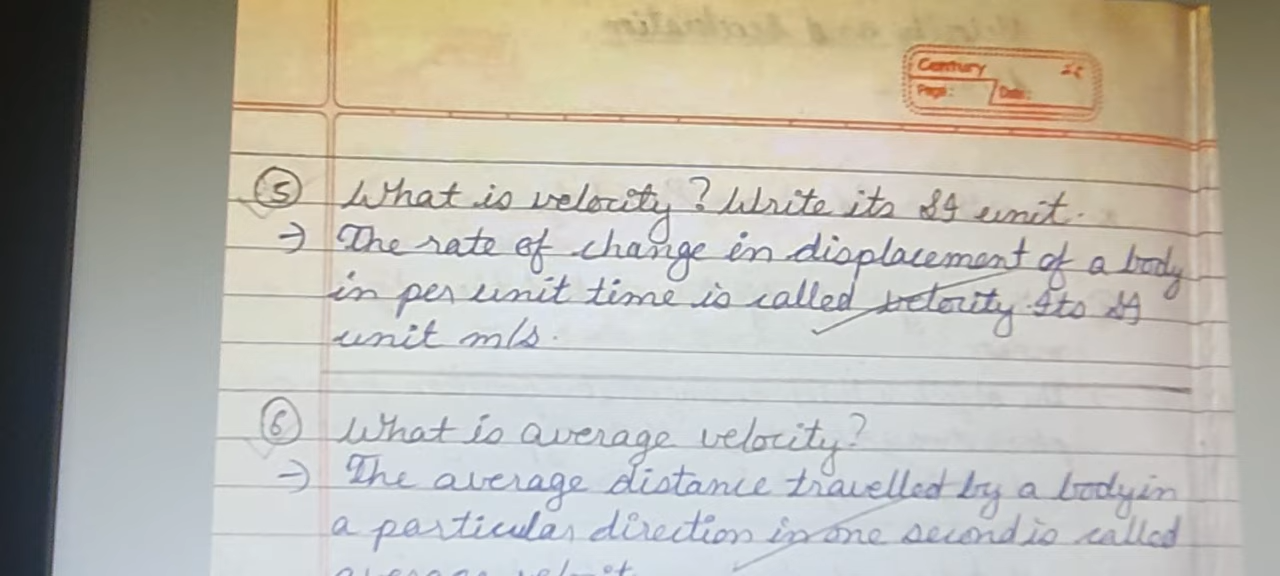 Century
Page: Date:
5 What is velocity? Write its SI unit.
→ The rate of change in displacement of a body
in per unit time is called velocity Its SI
unit m/s.
6 What is average velocity?
→ The average distance travelled by a body in
a particular direction in one second is called